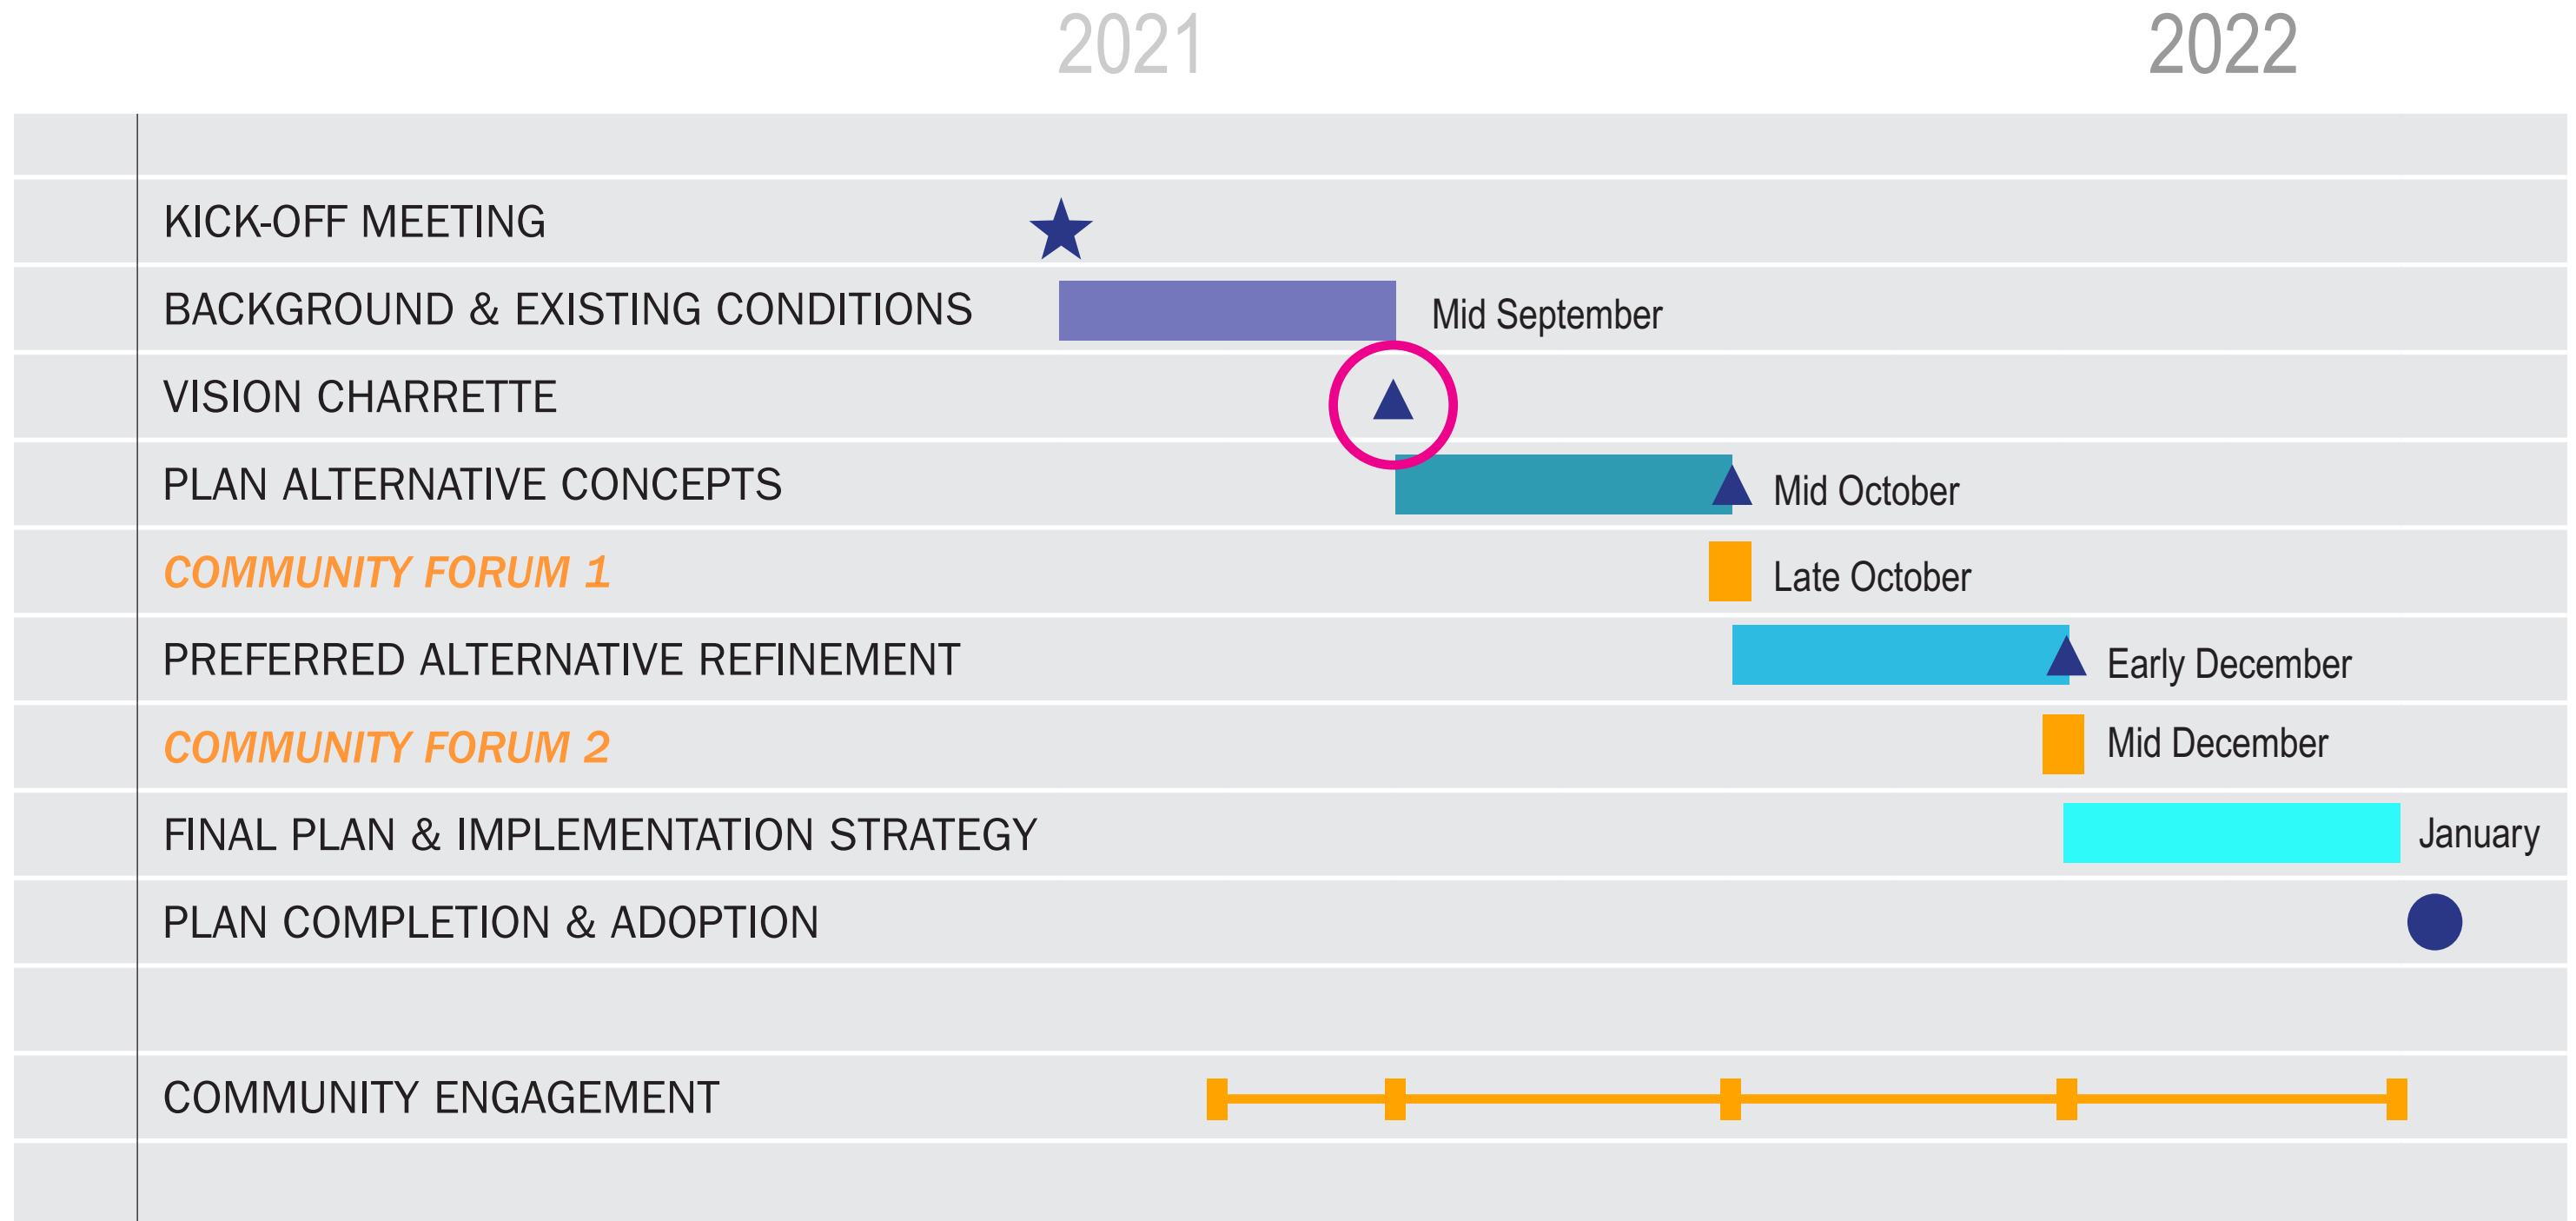 2021
2022
KICK-OFF MEETING
BACKGROUND & EXISTING CONDITIONS
Mid September
VISION CHARRETTE
PLAN ALTERNATIVE CONCEPTS
Mid October
COMMUNITY FORUM 1
Late October
PREFERRED ALTERNATIVE REFINEMENT
Early December
COMMUNITY FORUM 2
Mid December
FINAL PLAN & IMPLEMENTATION STRATEGY
January
PLAN COMPLETION & ADOPTION
COMMUNITY ENGAGEMENT